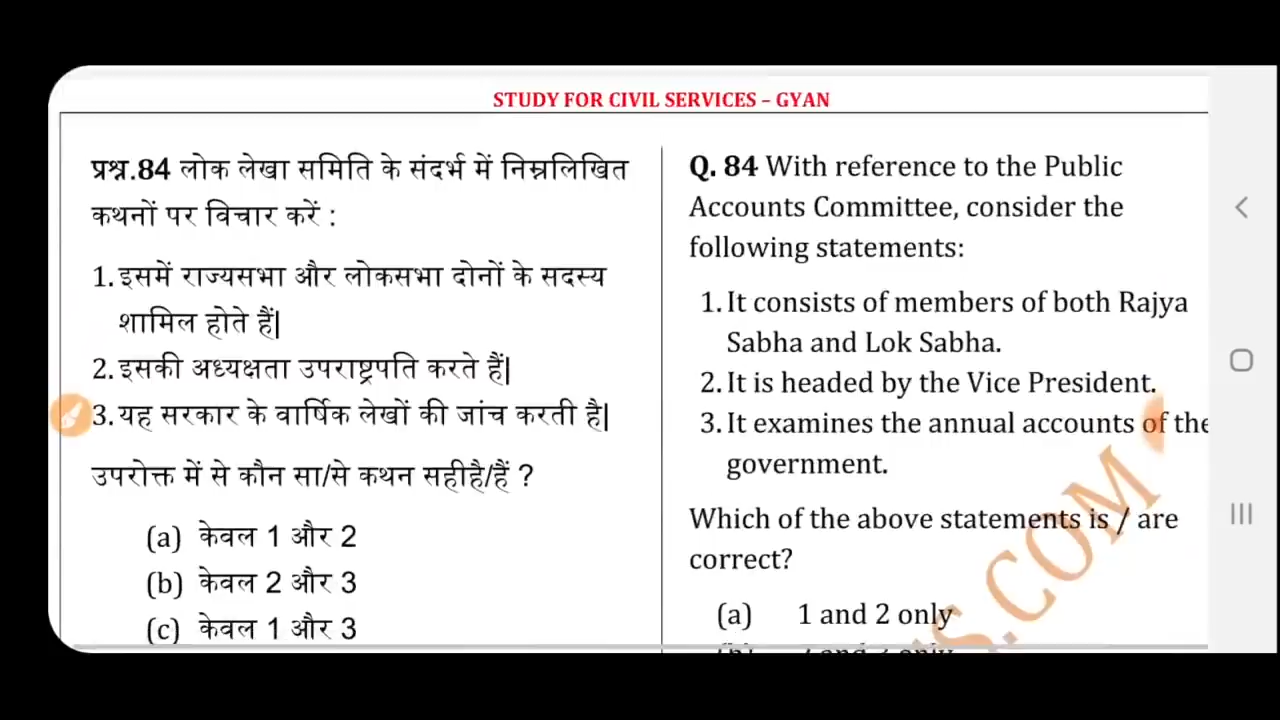 STUDY FOR CIVIL SERVICES – GYAN
प्रश्न.84 लोक लेखा समिति के संदर्भ में निम्नलिखित
कथनों पर विचार करें :
1. इसमें राज्यसभा और लोकसभा दोनों के सदस्य
शामिल होते हैं|
2. इसकी अध्यक्षता उपराष्ट्रपति करते हैं|
3. यह सरकार के वार्षिक लेखों की जांच करती है|
उपरोक्त में से कौन सा/से कथन सहीहै/हैं ?
(a) केवल 1 और 2
(b) केवल 2 और 3
(c) केवल 1 और 3
Q. 84 With reference to the Public
Accounts Committee, consider the
following statements:
1. It consists of members of both Rajya
Sabha and Lok Sabha.
2. It is headed by the Vice President.
3. It examines the annual accounts of the
government.
Which of the above statements is / are
correct?
(a) 1 and 2 only
S.COM